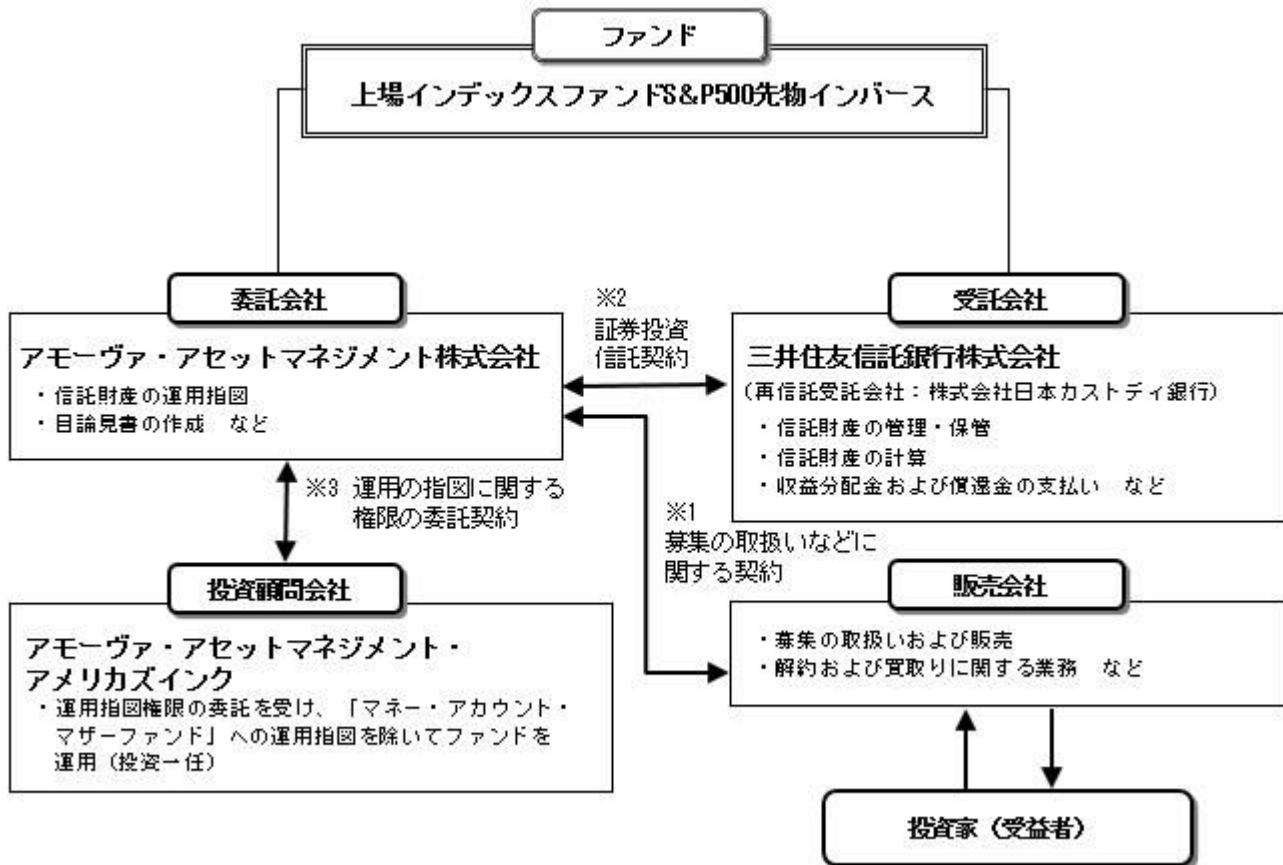 ファンド
上場インデックスファンドS&P500先物インバース
委託会社
アモーヴァ・アセットマネジメント株式会社
・信託財産の運用指図
・目論見書の作成 など
※2
証券投資
信託契約
受託会社
三井住友信託銀行株式会社
(再信託受託会社：株式会社日本カストディ銀行)
・信託財産の管理・保管
・信託財産の計算
・収益分配金および償還金の支払い など
※3 運用の指図に関する
権限の委託契約
※1
募集の取扱いなどに
関する契約
投資顧問会社
アモーヴァ・アセットマネジメント・
アメリカズインク
・運用指図権限の委託を受け、「マネー・アカウント・
マザーファンド」への運用指図を除いてファンドを
運用（投資一任）
販売会社
・募集の取扱いおよび販売
・解約および買取りに関する業務 など
投資家（受益者）